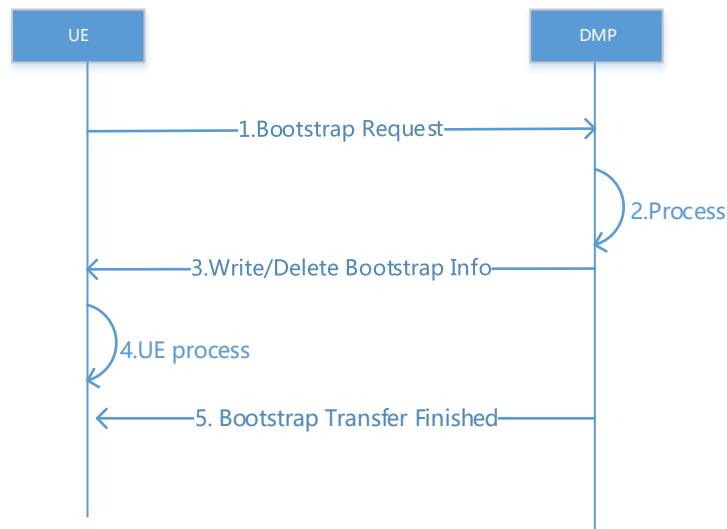 UE
DMP
1.Bootstrap Request
2.Process
3.Write/Delete Bootstrap Info
4.UE process
5. Bootstrap Transfer Finished